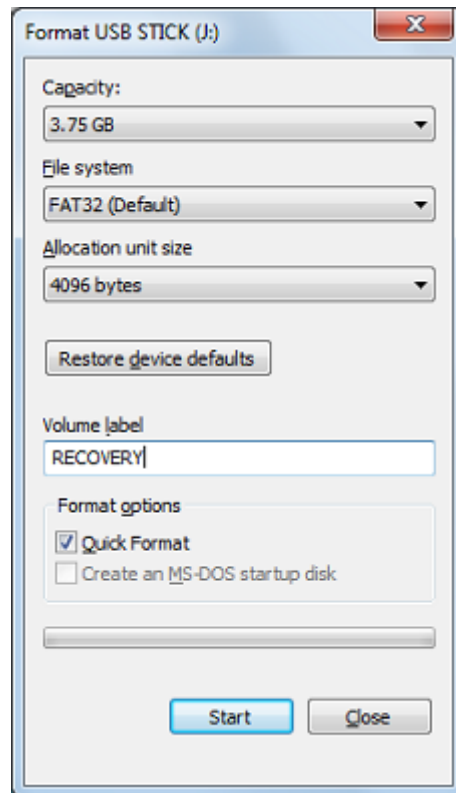 Format USB STICK (J:)
Capacity:
3.75 GB
File system
FAT32 (Default)
Allocation unit size
4096 bytes
Restore device defaults
Volume label
RECOVERY
Format options
Quick Format
Create an MS-DOS startup disk
Start
Close